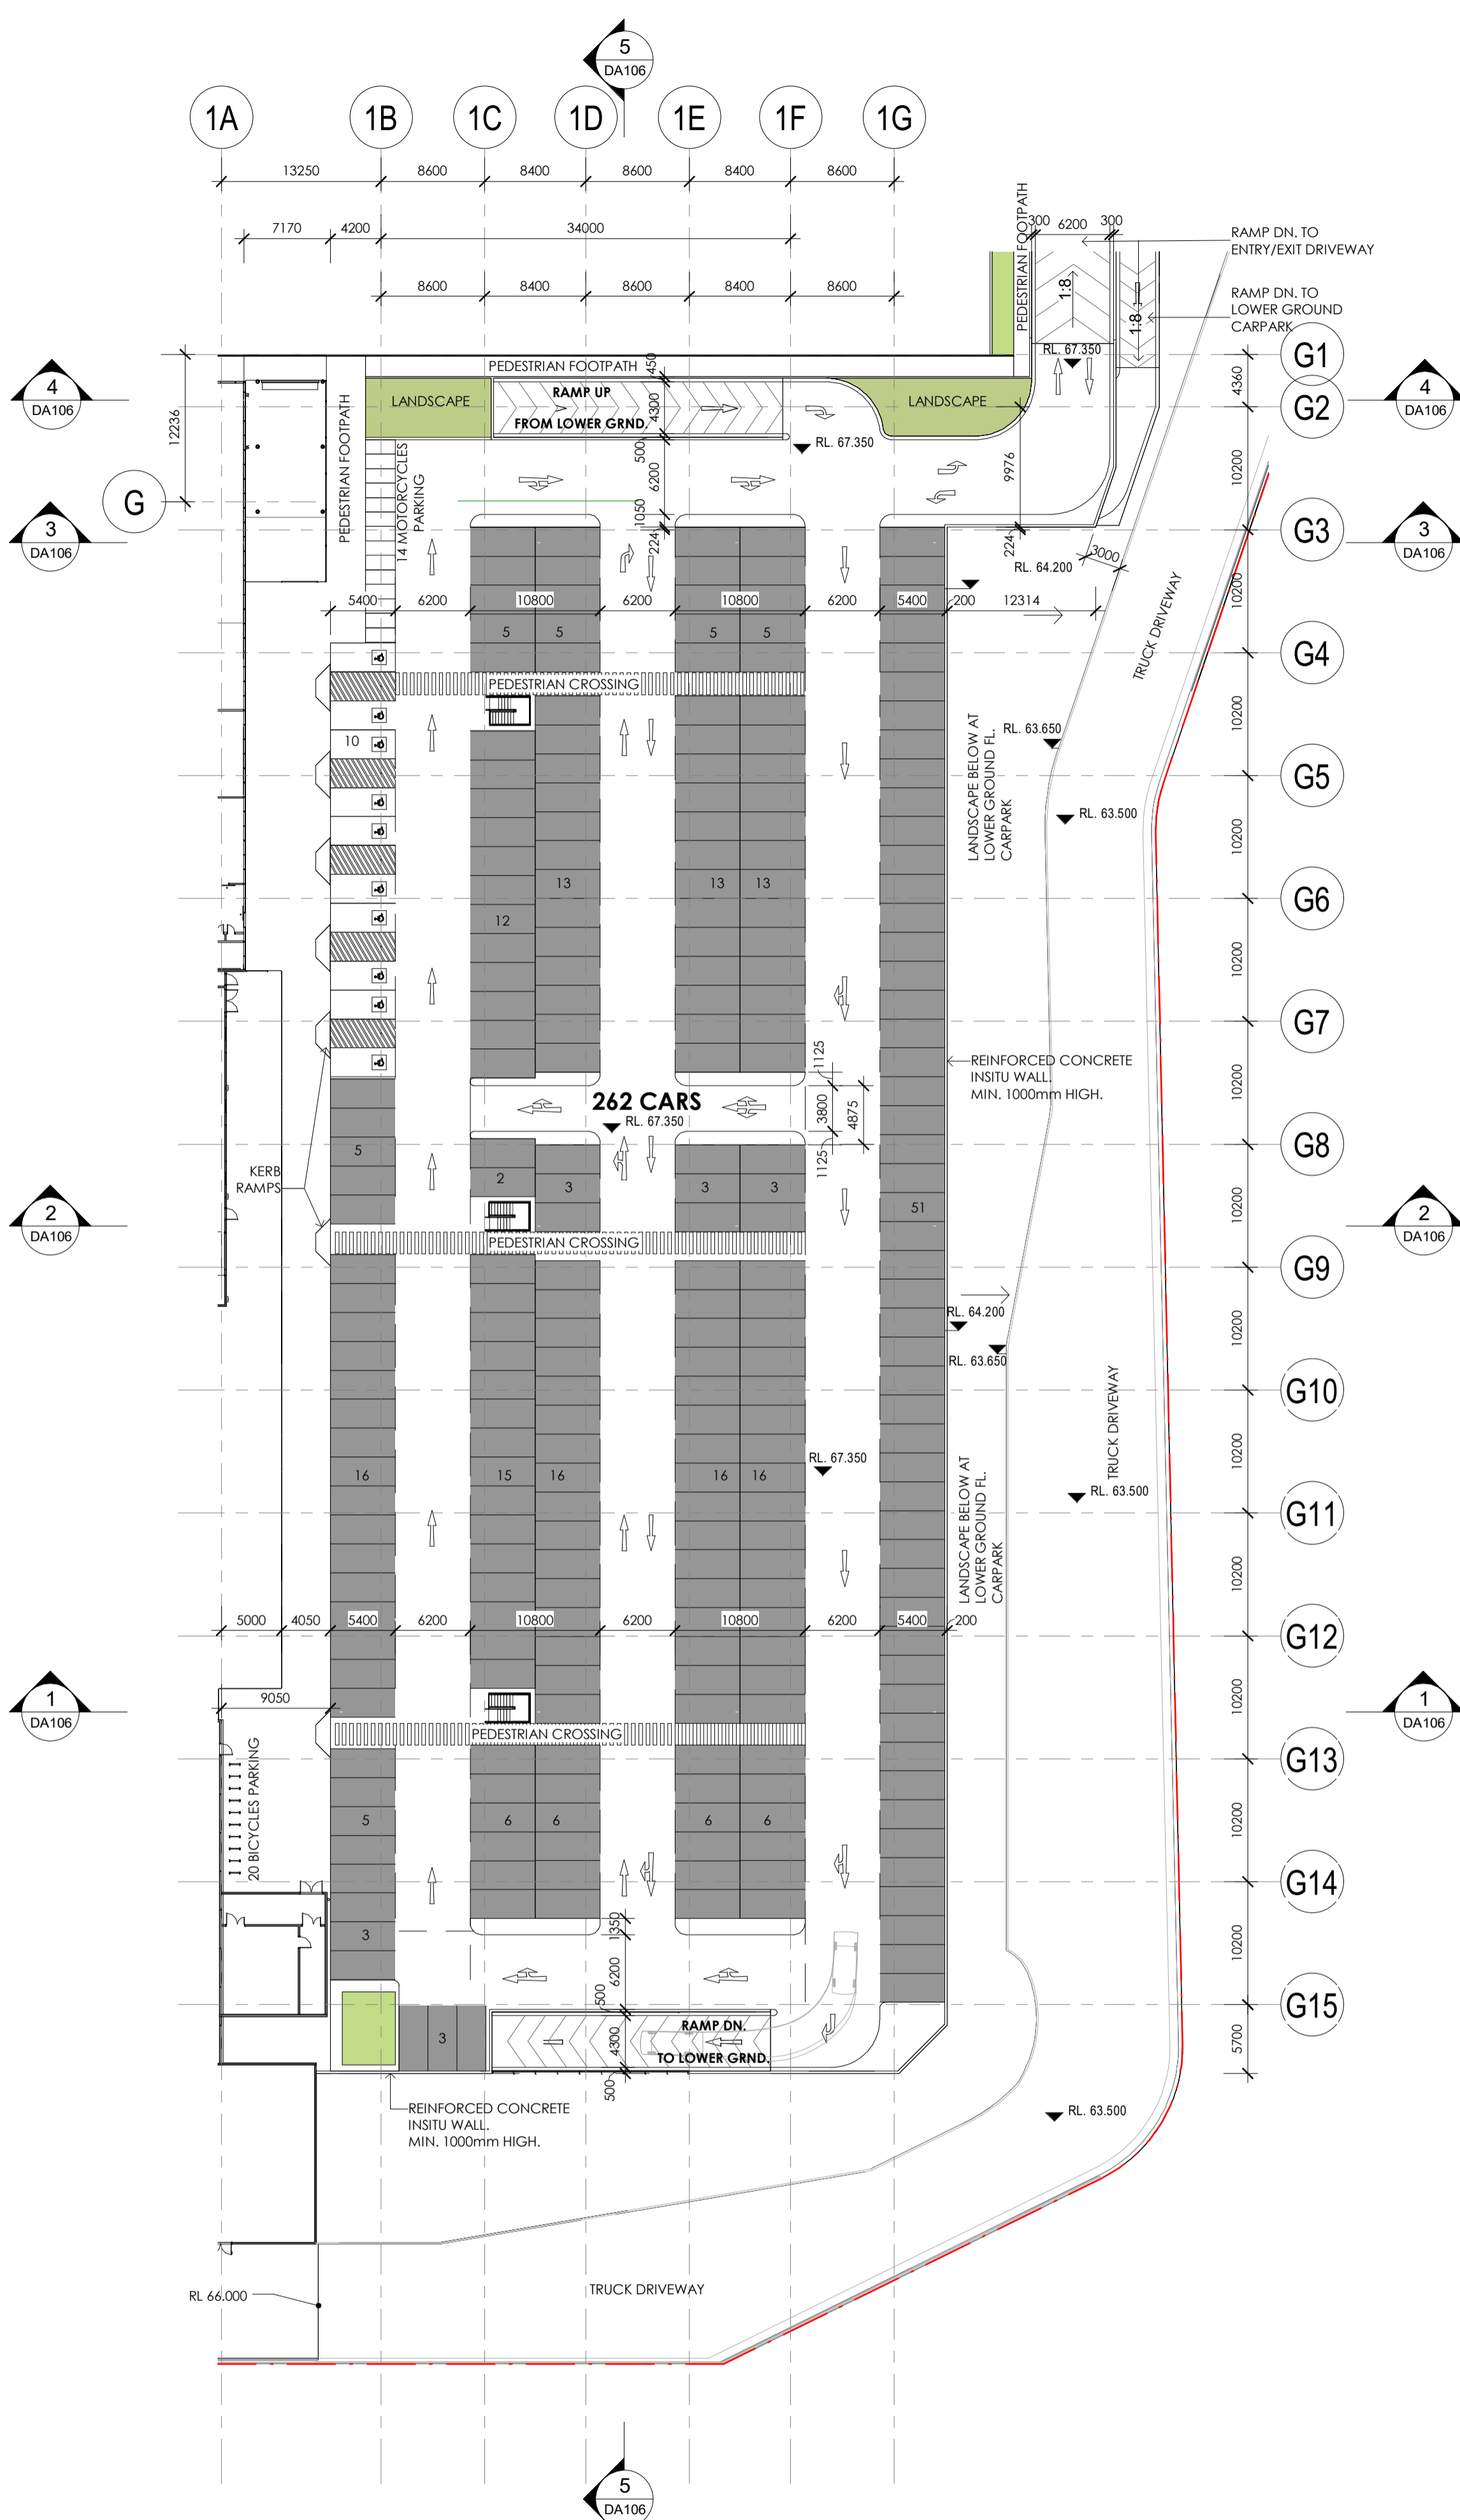 5
DA106
1A
1B
1C
1D
1E
1F
1G
13250
8600
8400
8600
8400
8600
7170
4200
34000
8600
8400
8600
8400
8600
PEDESTRIAN FOOTPATH
300
6200
300
RAMP DN. TO
ENTRY/EXIT DRIVEWAY
RAMP DN. TO
LOWER GROUND
CARPARK
1:8
1:8
RL. 67.350
G1
4360
G2
4
DA106
4
DA106
12236
PEDESTRIAN FOOTPATH
450
LANDSCAPE
RAMP UP
FROM LOWER GRND.
4300
LANDSCAPE
RL. 67.350
PEDESTRIAN FOOTPATH
14 MOTORCYCLES
PARKING
500
6200
1050
224
9976
10200
G
3
DA106
G3
3
DA106
224
3000
RL. 64.200
TRUCK DRIVEWAY
10200
5400
6200
10800
6200
10800
6200
5400
200
12314
5
5
5
5
G4
PEDESTRIAN CROSSING
10
LANDSCAPE BELOW AT
LOWER GROUND FL.
CARPARK
RL. 63.650
10200
G5
RL. 63.500
10200
13
13
13
12
G6
10200
G7
1125
REINFORCED CONCRETE
INSITU WALL.
MIN. 1000mm HIGH.
10200
262 CARS
RL. 67.350
3800
4875
1125
G8
5
KERB
RAMPS
2
3
3
3
51
10200
2
DA106
2
DA106
PEDESTRIAN CROSSING
G9
RL. 64.200
RL. 63.650
10200
G10
RL. 67.350
16
15
16
16
16
LANDSCAPE BELOW AT
LOWER GROUND FL.
CARPARK
TRUCK DRIVEWAY
RL. 63.500
10200
G11
10200
5000
4050
5400
6200
10800
6200
10800
6200
5400
200
G12
9050
10200
1
DA106
1
DA106
PEDESTRIAN CROSSING
G13
20 BICYCLES PARKING
5
6
6
6
6
10200
G14
3
1350
6200
10200
500
G15
3
4300
RAMP DN.
TO LOWER GRND.
500
5700
REINFORCED CONCRETE
INSITU WALL.
MIN. 1000mm HIGH.
RL. 63.500
RL 66.000
TRUCK DRIVEWAY
5
DA106